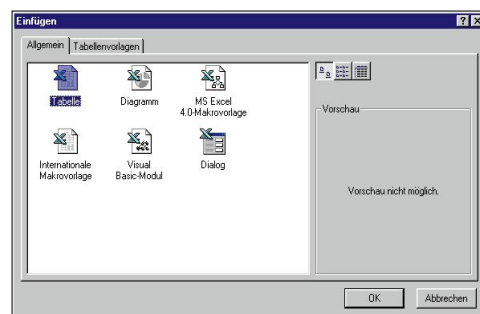 Einfügen
Allgemein
Tabellenvorlagen
Tabelle
Diagramm
MS Excel
4.0-Makrovorlage
Internationale
Makrovorlage
Visual
Basic-Modul
Dialog
Vorschau
Vorschau nicht möglich.
OK
Abbrechen